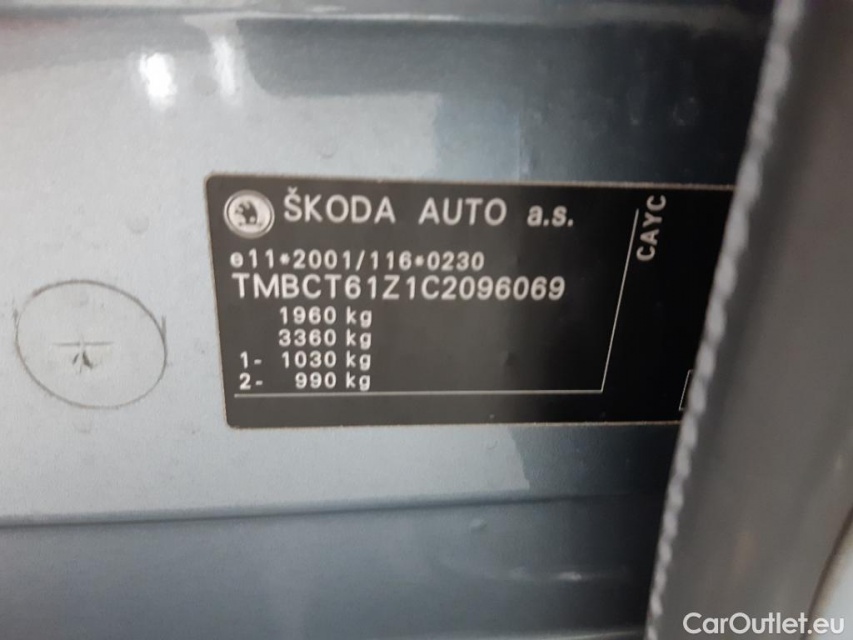 ŠKODA AUTO a.s.
e11*2001/116*0230
TMBCT61Z1C2096069
1960 kg
3360 kg
1- 1030 kg
2- 990 kg
CAYC
CarOutlet.eu